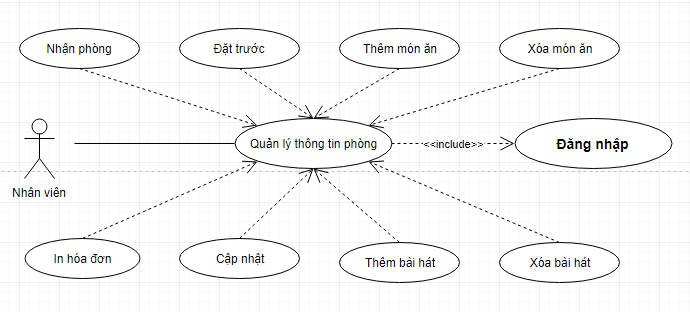 Nhận phòng
Đặt trước
Thêm món ăn
Xóa món ăn
Quản lý thông tin phòng
<<include>>
Đăng nhập
Nhân viên
In hóa đơn
Cập nhật
Thêm bài hát
Xóa bài hát